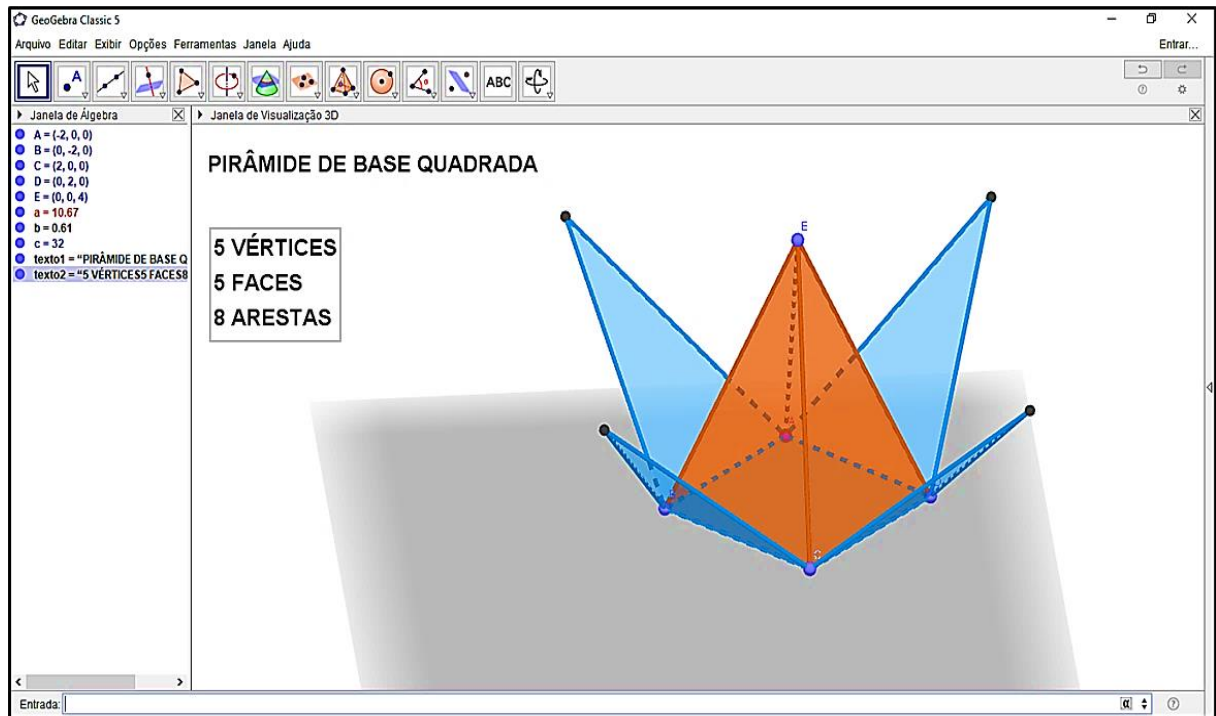 GeoGebra Classic 5
Arquivo Editar Exibir Opções Ferramentas Janela Ajuda
Entrar...
ABC
Janela de Álgebra
Janela de Visualização 3D
A = (-2, 0, 0)
B = (0, -2, 0)
C = (2, 0, 0)
D = (0, 2, 0)
E = (0, 0, 4)
a = 10.67
b = 0.61
c = 32
texto1 = "PIRÂMIDE DE BASE Q
texto2 = "5 VÉRTICES5 FACES8
PIRÂMIDE DE BASE QUADRADA
5 VÉRTICES
5 FACES
8 ARESTAS
E
Entrada:
α